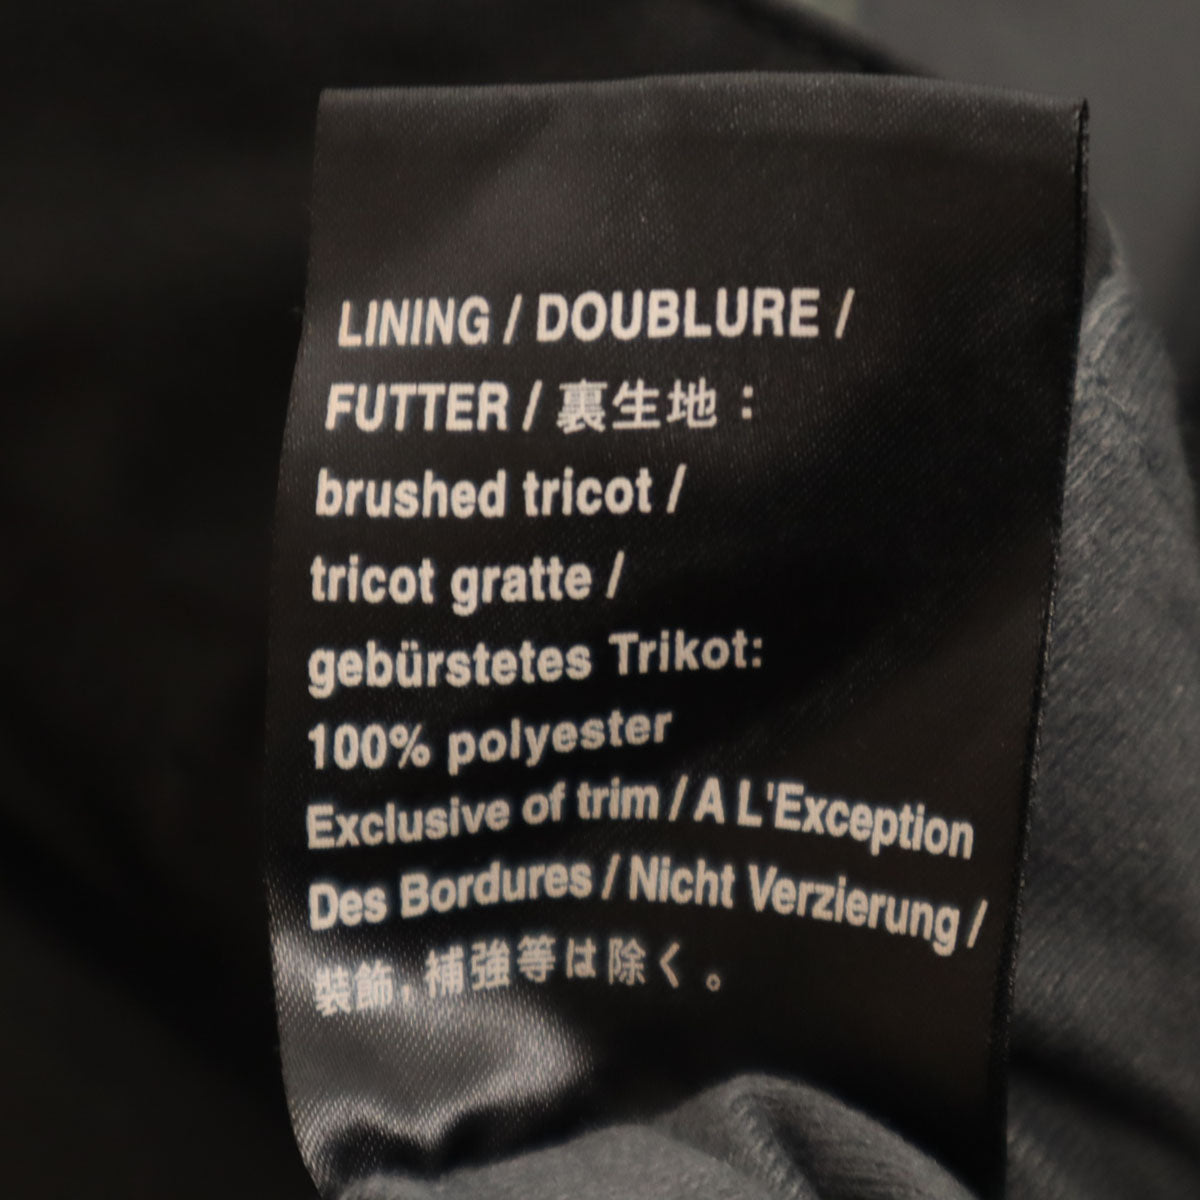 LINING / DOUBLURE /
FUTTER / 裏生地：
brushed tricot /
tricot gratte /
gebürstetes Trikot:
100% polyester
Exclusive of trim / A L'Exception
Des Bordures / Nicht Verzierung /
装飾，補強等は除く。